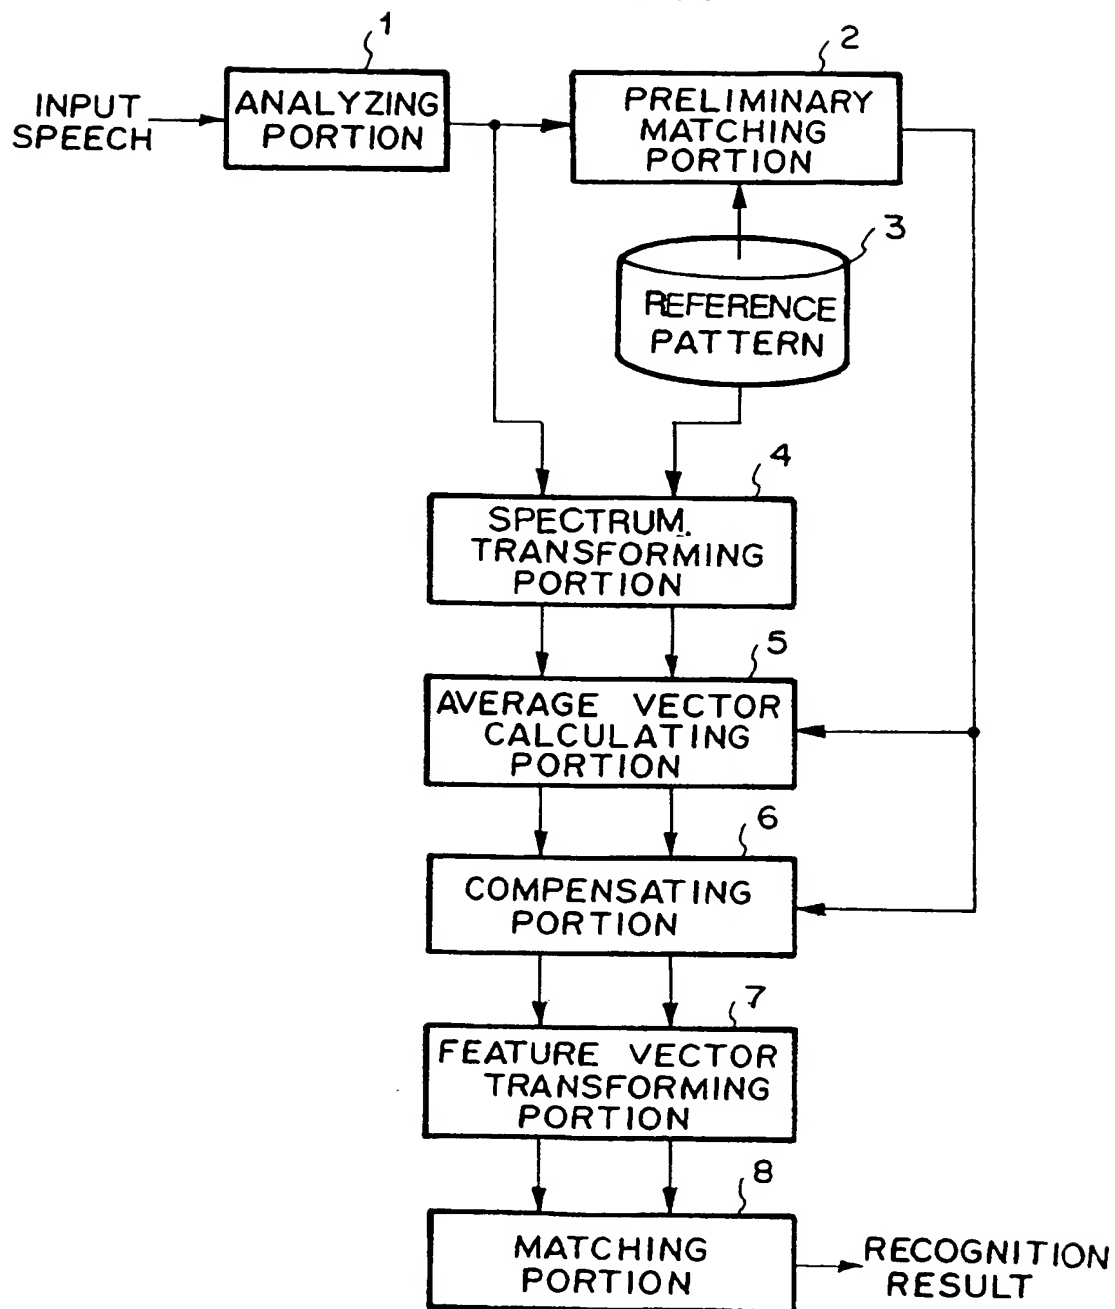 1
2
INPUT
SPEECH
ANALYZING
PORTION
PRELIMINARY
MATCHING
PORTION
3
REFERENCE
PATTERN
4
SPECTRUM.
TRANSFORMING
PORTION
5
AVERAGE VECTOR
CALCULATING
PORTION
6
COMPENSATING
PORTION
7
FEATURE VECTOR
TRANSFORMING
PORTION
8
MATCHING
PORTION
RECOGNITION
RESULT